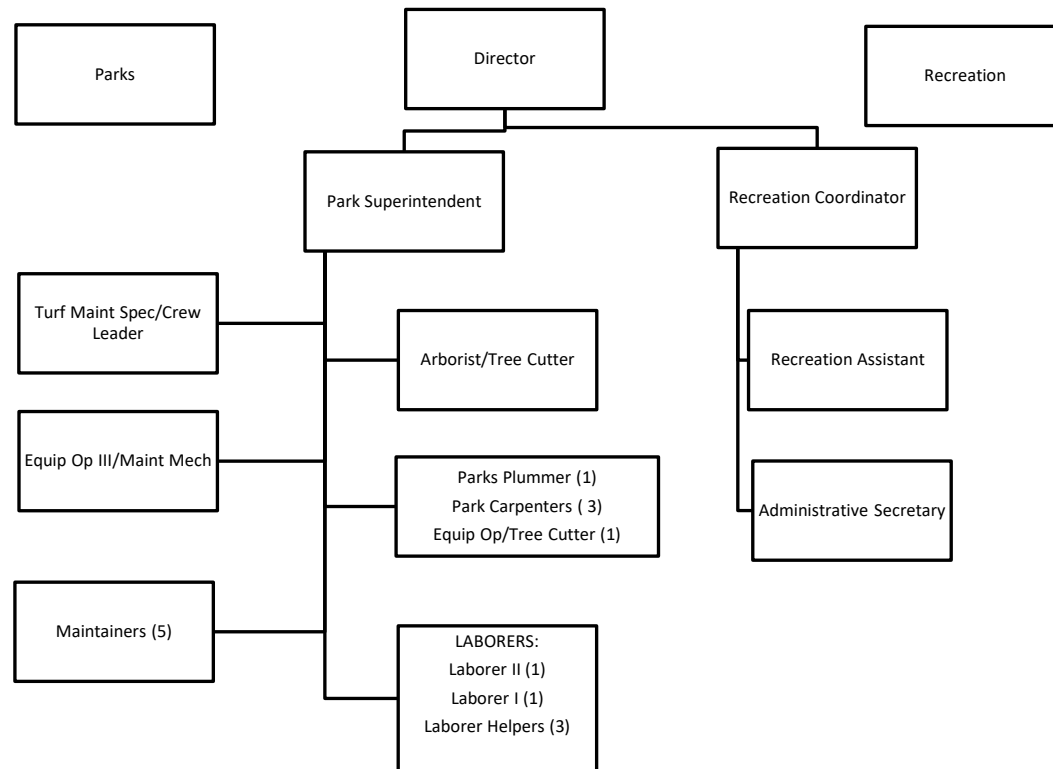 Parks
Director
Recreation
Park Superintendent
Recreation Coordinator
Turf Maint Spec/Crew
Leader
Arborist/Tree Cutter
Recreation Assistant
Equip Op III/Maint Mech
Parks Plummer (1)
Park Carpenters ( 3)
Equip Op/Tree Cutter (1)
Administrative Secretary
Maintainers (5)
LABORERS:
Laborer II (1)
Laborer I (1)
Laborer Helpers (3)